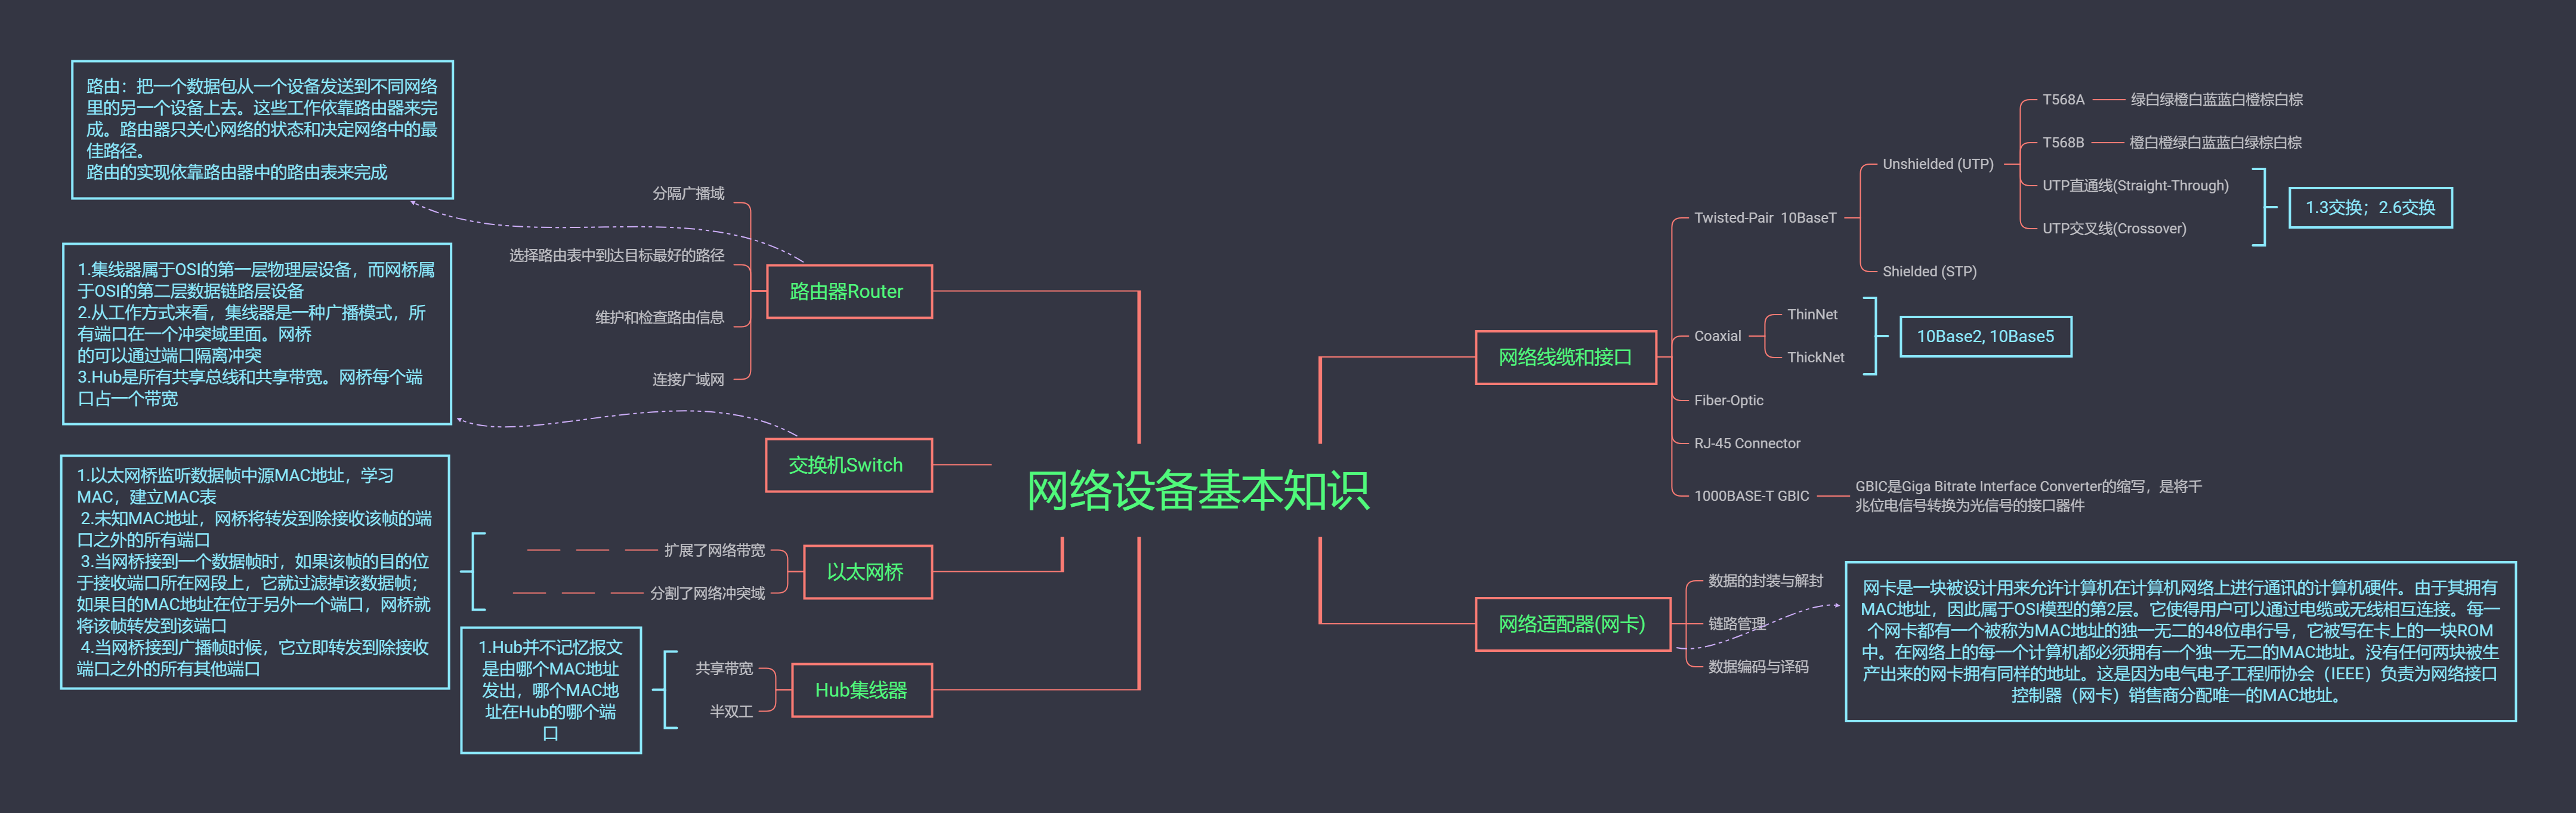 网络设备基本知识
路由器Router
分隔广播域
选择路由表中到达目标最好的路径
维护和检查路由信息
连接广域网
路由：把一个数据包从一个设备发送到不同网络
里的另一个设备上去。这些工作依靠路由器来完
成。路由器只关心网络的状态和决定网络中的最
佳路径。
路由的实现依靠路由器中的路由表来完成
交换机Switch
1.集线器属于OSI的第一层物理层设备，而网桥属
于OSI的第二层数据链路层设备
2.从工作方式来看，集线器是一种广播模式，所
有端口在一个冲突域里面。网桥
的可以通过端口隔离冲突
3.Hub是所有共享总线和共享带宽。网桥每个端
口占一个带宽
以太网桥
扩展了网络带宽
分割了网络冲突域
1.以太网桥监听数据帧中源MAC地址，学习
MAC，建立MAC表
2.未知MAC地址，网桥将转发到除接收该帧的端
口之外的所有端口
3.当网桥接到一个数据帧时，如果该帧的目的位
于接收端口所在网段上，它就过滤掉该数据帧；
如果目的MAC地址在位于另外一个端口，网桥就
将该帧转发到该端口
4.当网桥接到广播帧时候，它立即转发到除接收
端口之外的所有其他端口
Hub集线器
共享带宽
半双工
1.Hub并不记忆报文
是由哪个MAC地址
发出，哪个MAC地
址在Hub的哪个端
口
网络线缆和接口
Twisted-Pair 10BaseT
Unshielded (UTP)
T568A
绿白绿橙白蓝蓝白橙棕白棕
T568B
橙白橙绿白蓝蓝白绿棕白棕
UTP直通线(Straight-Through)
UTP交叉线(Crossover)
1.3交换；2.6交换
Shielded (STP)
Coaxial
ThinNet
ThickNet
10Base2, 10Base5
Fiber-Optic
RJ-45 Connector
1000BASE-T GBIC
GBIC是Giga Bitrate Interface Converter的缩写，是将千
兆位电信号转换为光信号的接口器件
网络适配器(网卡)
数据的封装与解封
链路管理
数据编码与译码
网卡是一块被设计用来允许计算机在计算机网络上进行通讯的计算机硬件。由于其拥有
MAC地址，因此属于OSI模型的第2层。它使得用户可以通过电缆或无线相互连接。每一
个网卡都有一个被称为MAC地址的独一无二的48位串行号，它被写在卡上的一块ROM
中。在网络上的每一个计算机都必须拥有一个独一无二的MAC地址。没有任何两块被生
产出来的网卡拥有同样的地址。这是因为电气电子工程师协会（IEEE）负责为网络接口
控制器（网卡）销售商分配唯一的MAC地址。